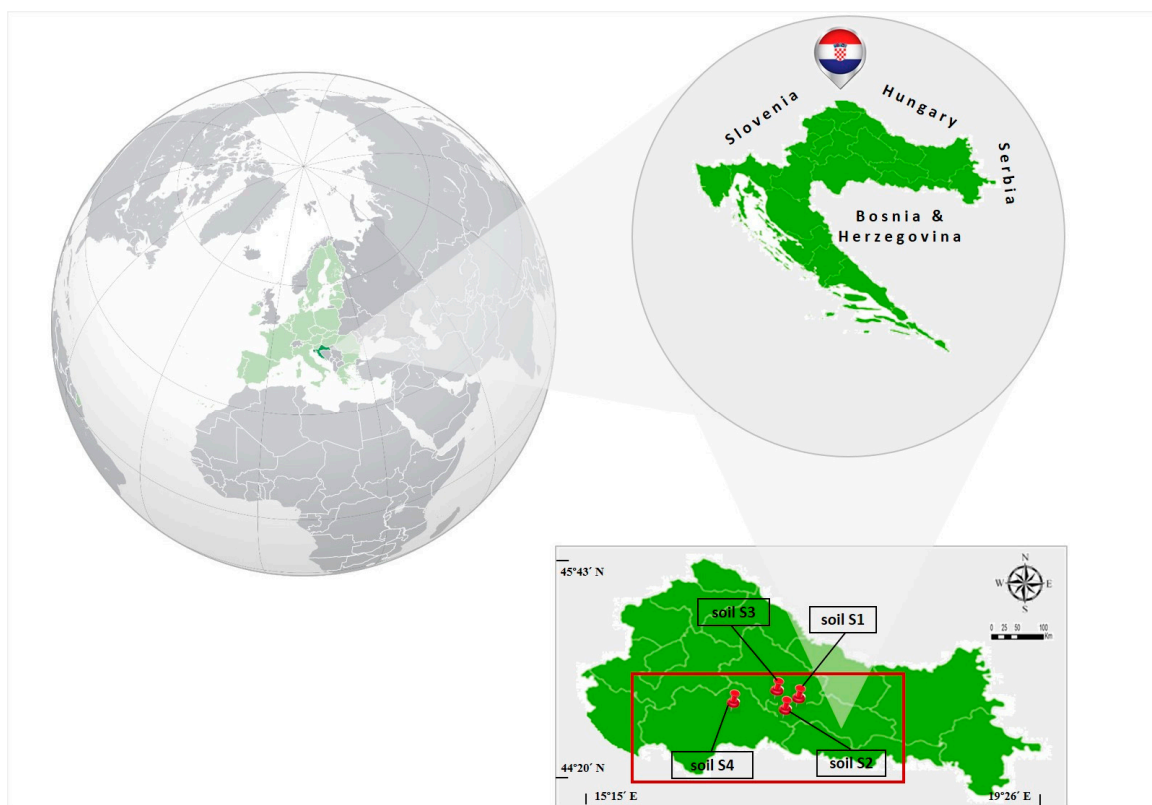 Slovenia
Hungary
Serbia
Bosnia &
Herzegovina
45°43´ N
N
W
E
S
soil S3
soil S1
0 25 50 100
Km
soil S4
soil S2
44°20´ N
15°15´ E
19°26´ E